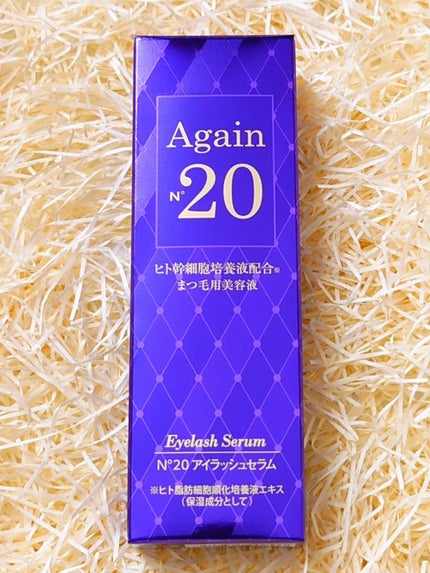 Again
N°20
ヒト幹細胞培養液配合※
まつ毛用美容液
Eyelash Serum
N°20 アイラッシュセラム
※ヒト脂肪細胞順化培養液エキス
(保湿成分として)